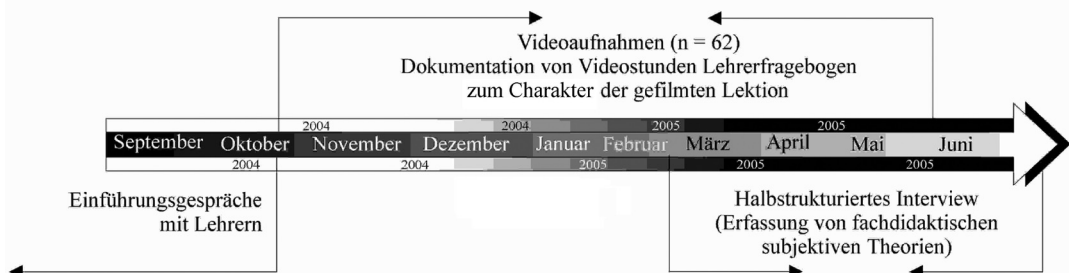 Videoaufnahmen (n = 62)
Dokumentation von Videostunden Lehrerfragebogen
zum Charakter der gefilmten Lektion
2004 2004 2005 2005
September Oktober November Dezember Januar Februar März April Mai Juni
2004 2004 2005 2005 2005
Einführungsgespräche
mit Lehrern
Halbstrukturiertes Interview
(Erfassung von fachdidaktischen
subjektiven Theorien)